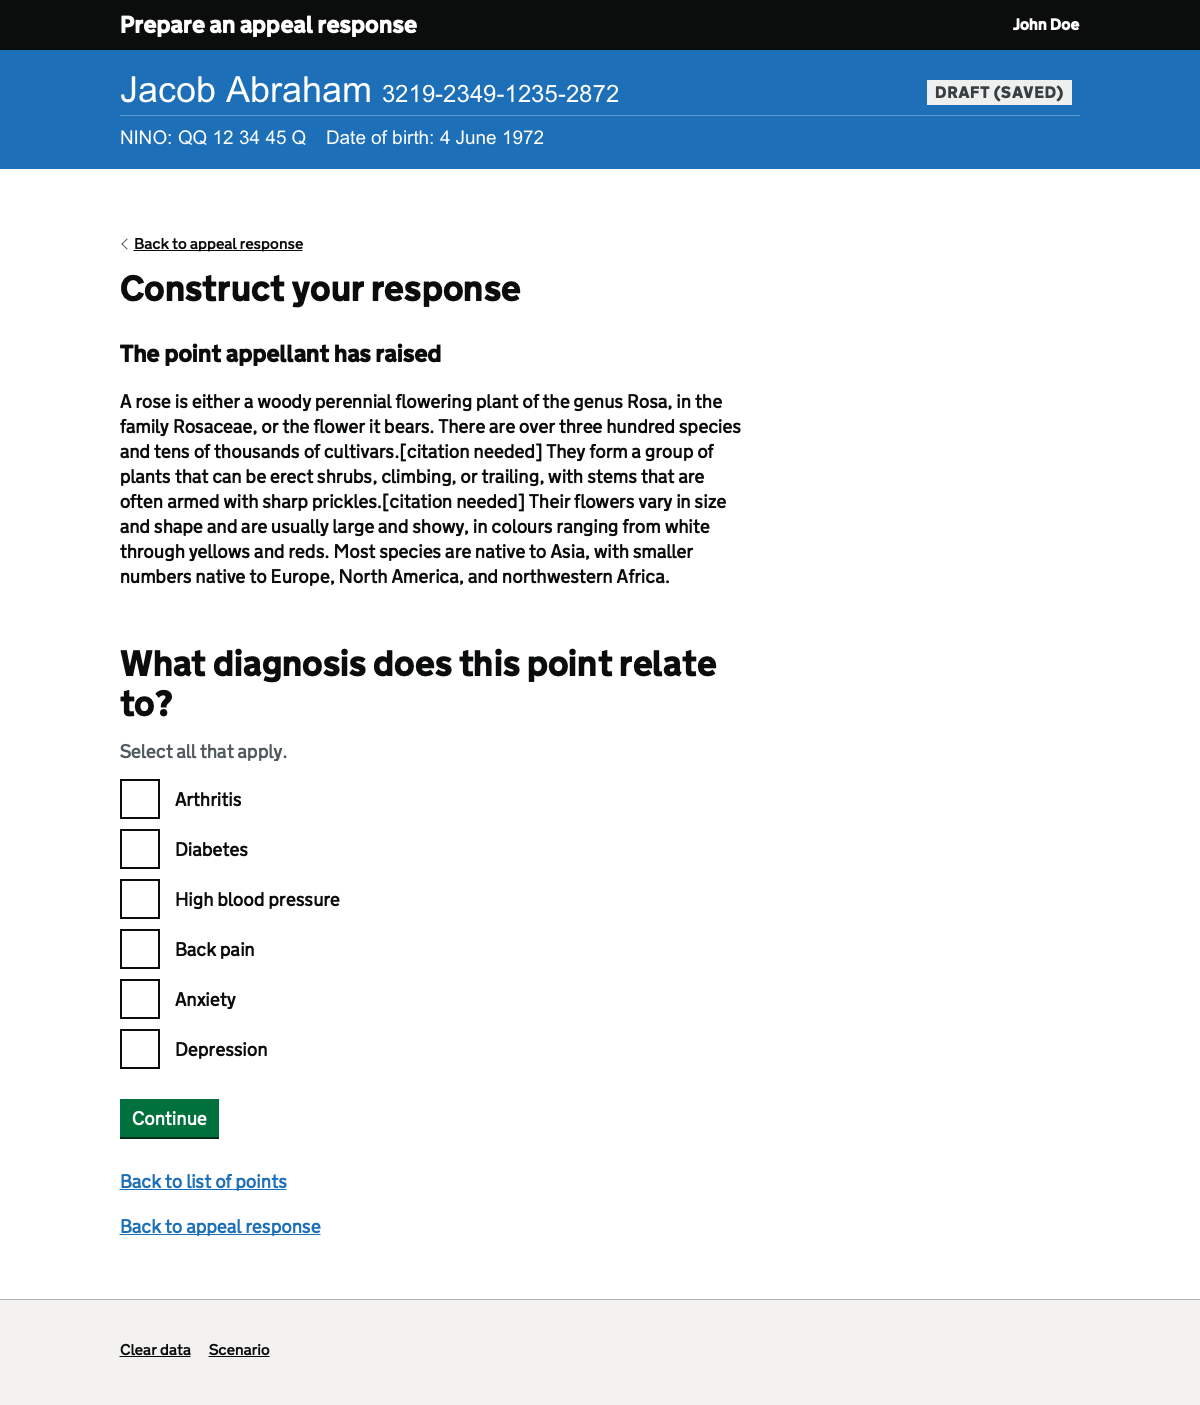 Prepare an appeal response
John Doe
Jacob Abraham 3219-2349-1235-2872
DRAFT (SAVED)
NINO: QQ 12 34 45 Q Date of birth: 4 June 1972
Back to appeal response
Construct your response
The point appellant has raised
A rose is either a woody perennial flowering plant of the genus Rosa, in the
family Rosaceae, or the flower it bears. There are over three hundred species
and tens of thousands of cultivars.[citation needed] They form a group of
plants that can be erect shrubs, climbing, or trailing, with stems that are
often armed with sharp prickles.[citation needed] Their flowers vary in size
and shape and are usually large and showy, in colours ranging from white
through yellows and reds. Most species are native to Asia, with smaller
numbers native to Europe, North America, and northwestern Africa.
What diagnosis does this point relate
to?
Select all that apply.
Arthritis
Diabetes
High blood pressure
Back pain
Anxiety
Depression
Continue
Back to list of points
Back to appeal response
Clear data Scenario